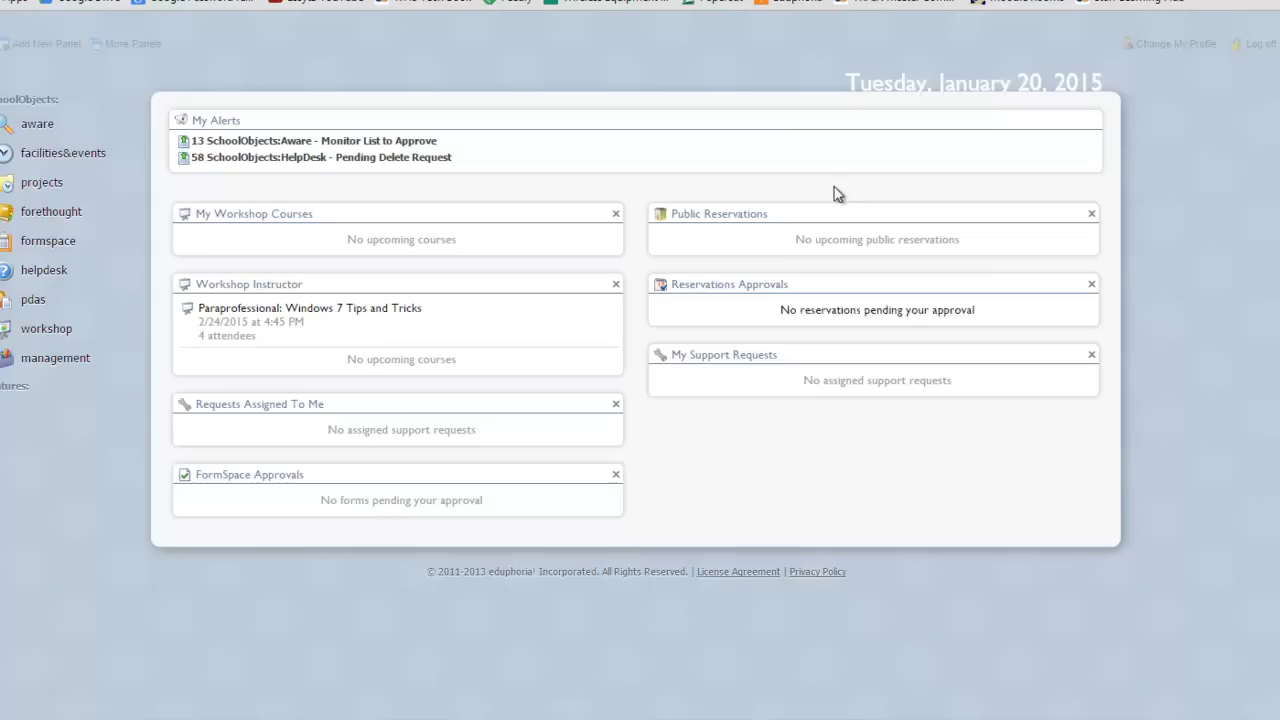 Add New Panel Move Panels Change My Profile Log off
Tuesday, January 20, 2015
aware
facilities&events
projects
forethought
formspace
helpdesk
pdas
workshop
management
My Alerts
13 SchoolObjects:Aware - Monitor List to Approve
58 SchoolObjects:HelpDesk - Pending Delete Request
My Workshop Courses
No upcoming courses
Workshop Instructor
Paraprofessional: Windows 7 Tips and Tricks
2/24/2015 at 4:45 PM
4 attendees
No upcoming courses
Requests Assigned To Me
No assigned support requests
FormSpace Approvals
No forms pending your approval
Public Reservations
No upcoming public reservations
Reservations Approvals
No reservations pending your approval
My Support Requests
No assigned support requests
© 2011-2013 eduphoria! Incorporated. All Rights Reserved. | License Agreement | Privacy Policy